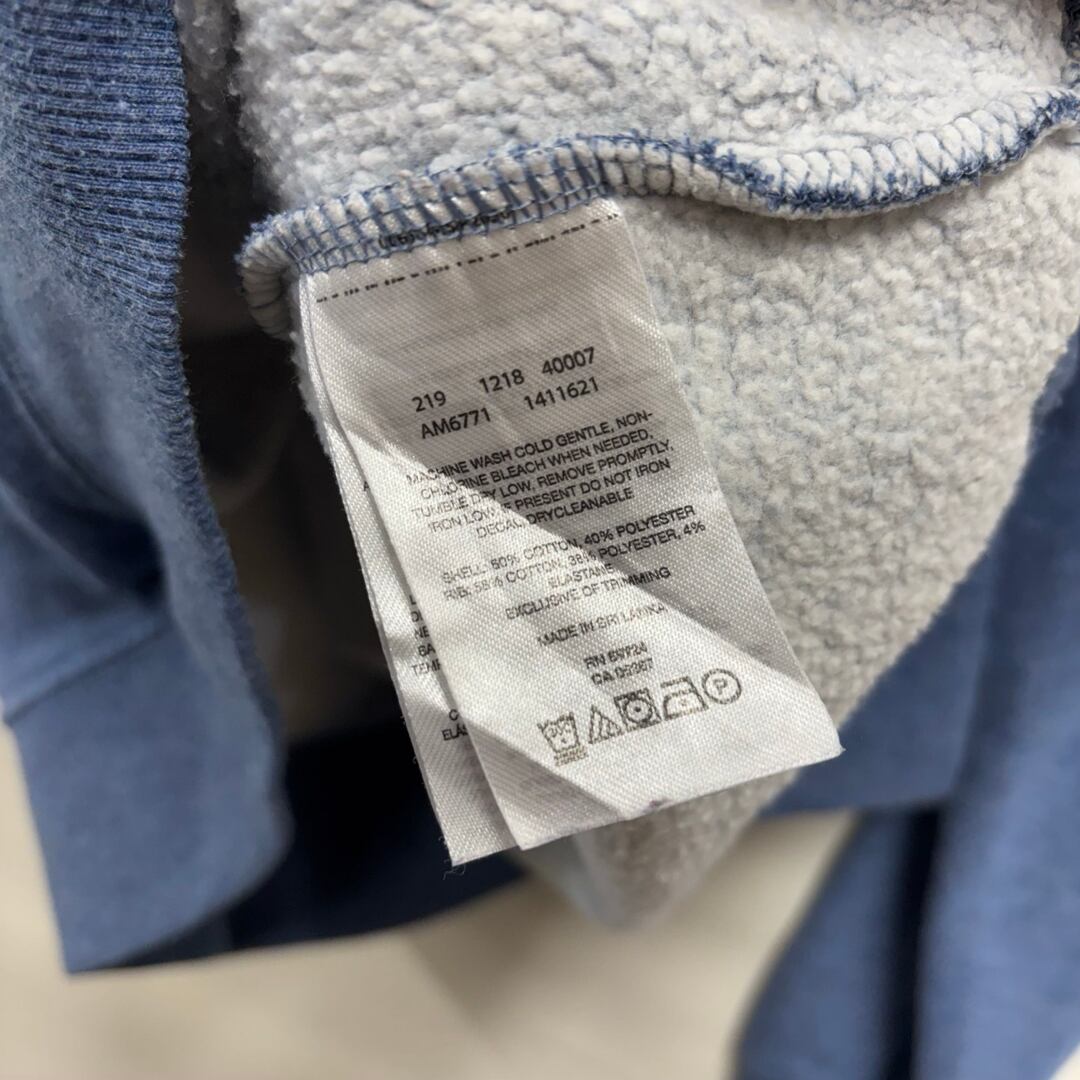 219 1218 40007
AM6771 1411621
MACHINE WASH COLD GENTLE, NON-
CHLORINE BLEACH WHEN NEEDED,
TUMBLE DRY LOW, REMOVE PROMPTLY,
IRON LOW, PRESENT DO NOT IRON
DECAL, DRYCLEANABLE
SHELL: 60% COTTON, 40% POLYESTER
RIB: 58% COTTON, 38% POLYESTER, 4%
ELASTANE
EXCLUSIVE OF TRIMMING
MADE IN SRI LANKA
RN 59724
CA 05367
P